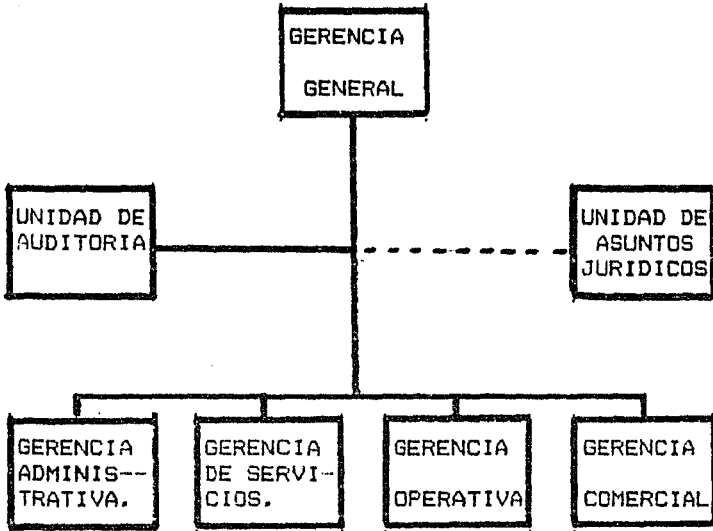 GERENCIA
GENERAL
UNIDAD DE
AUDITORIA
UNIDAD DE
ASUNTOS
JURIDICOS
GERENCIA
ADMINIS--
TRATIVA.
GERENCIA
DE SERVI-
CIOS.
GERENCIA
OPERATIVA
GERENCIA
COMERCIAL